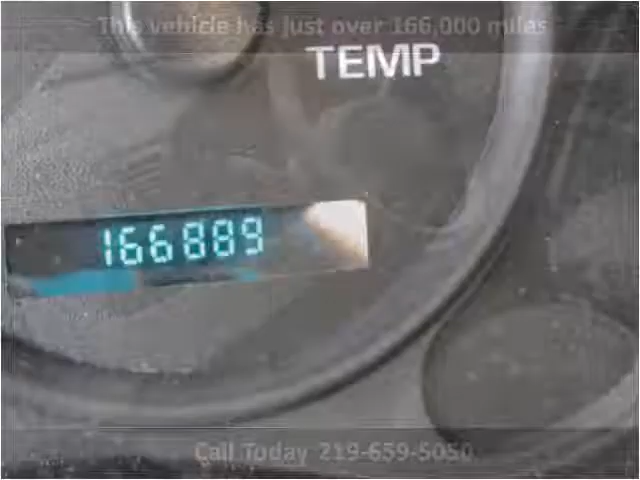 This vehicle has just over 166,000 miles
TEMP
166889
Call Today 219-659-5050